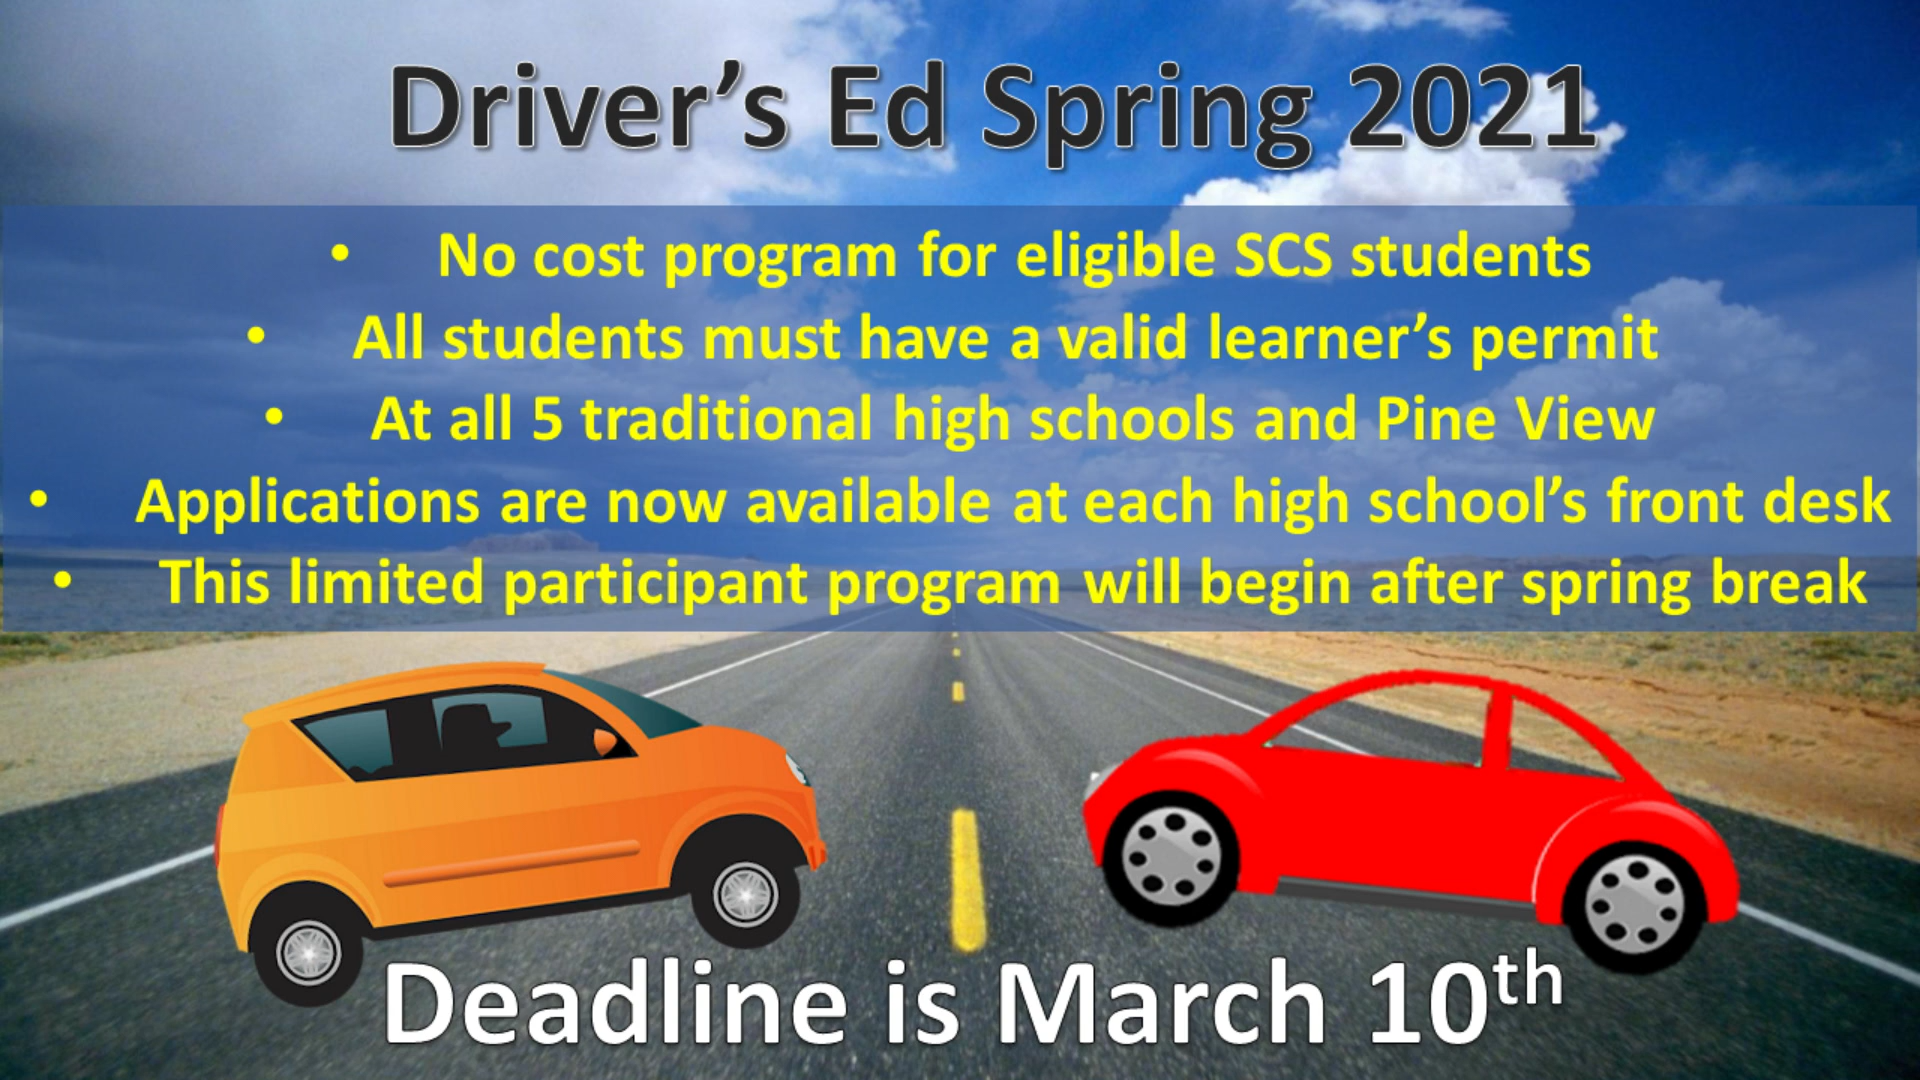 Driver’s Ed Spring 2021
• No cost program for eligible SCS students
• All students must have a valid learner’s permit
• At all 5 traditional high schools and Pine View
• Applications are now available at each high school’s front desk
• This limited participant program will begin after spring break
Deadline is March 10th